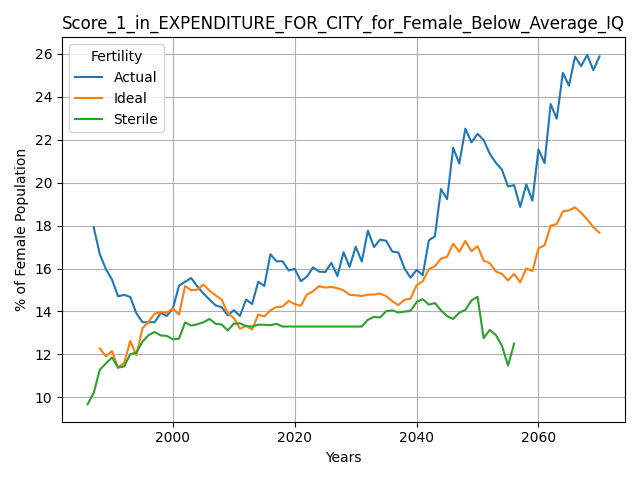 Score_1_in_EXPENDITURE_FOR_CITY_for_Female_Below_Average_IQ
Fertility
Actual
Ideal
Sterile
% of Female Population
26
24
22
20
18
16
14
12
10
2000 2020 2040 2060
Years